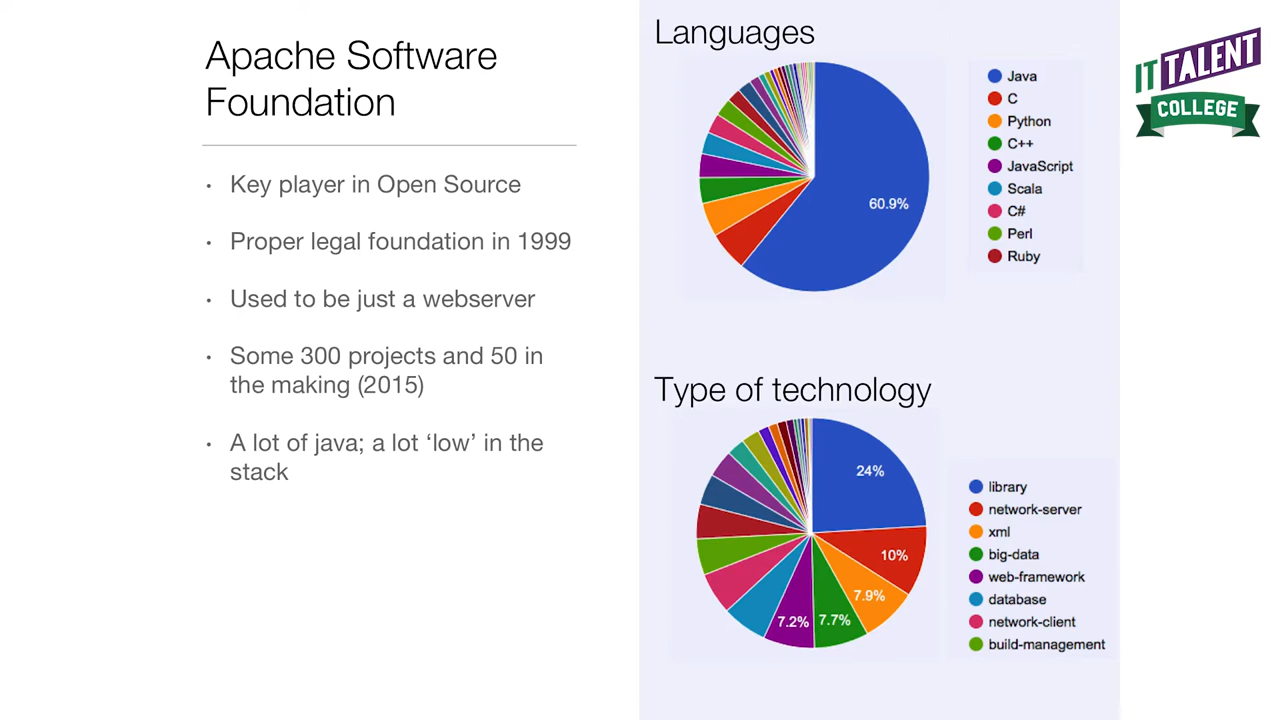 Apache Software
Foundation
• Key player in Open Source
• Proper legal foundation in 1999
• Used to be just a webserver
• Some 300 projects and 50 in
the making (2015)
• A lot of java; a lot ‘low’ in the
stack
Languages
60.9%
Java
C
Python
C++
JavaScript
Scala
C#
Perl
Ruby
Type of technology
24%
10%
7.9%
7.7%
7.2%
library
network-server
xml
big-data
web-framework
database
network-client
build-management
IT TALENT
COLLEGE